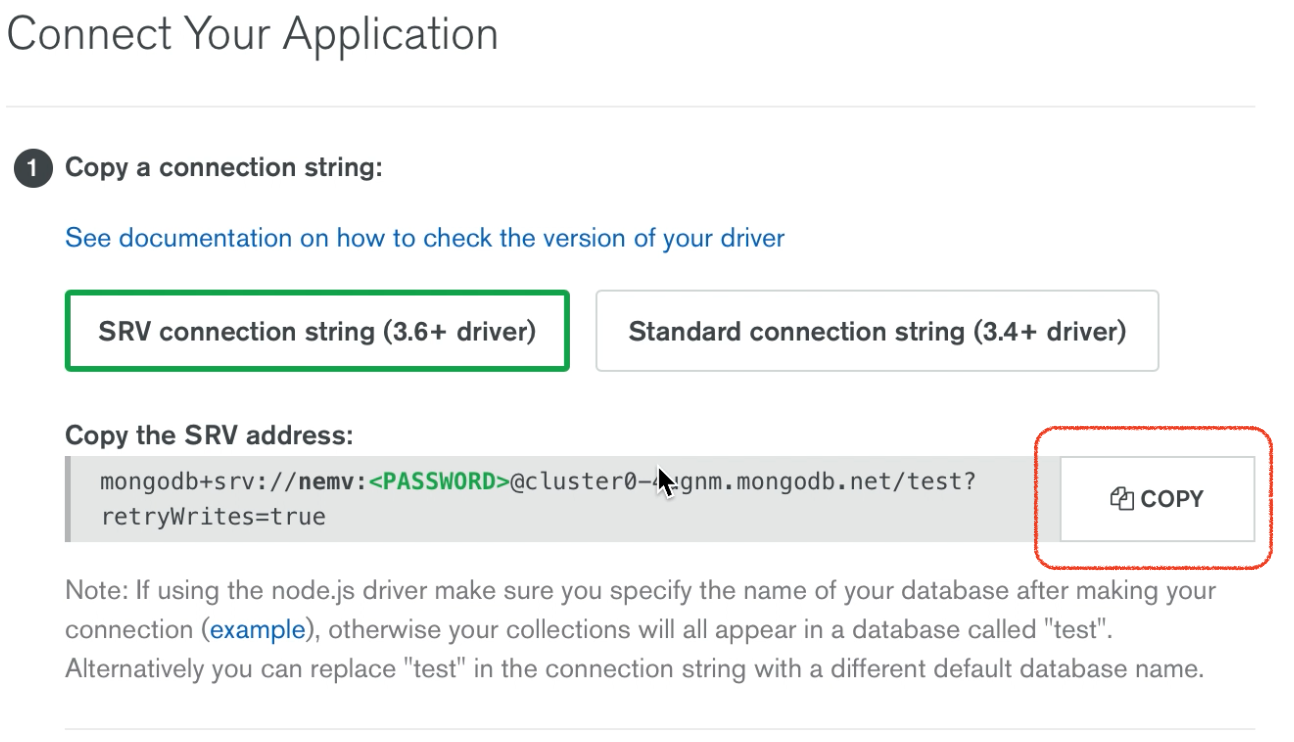 Connect Your Application
1 Copy a connection string:
See documentation on how to check the version of your driver
SRV connection string (3.6+ driver) Standard connection string (3.4+ driver)
Copy the SRV address:
mongodb+srv://nemv:<PASSWORD>@cluster0- gnm.mongodb.net/test?
retryWrites=true
COPY
Note: If using the node.js driver make sure you specify the name of your database after making your
connection (example), otherwise your collections will all appear in a database called "test".
Alternatively you can replace "test" in the connection string with a different default database name.